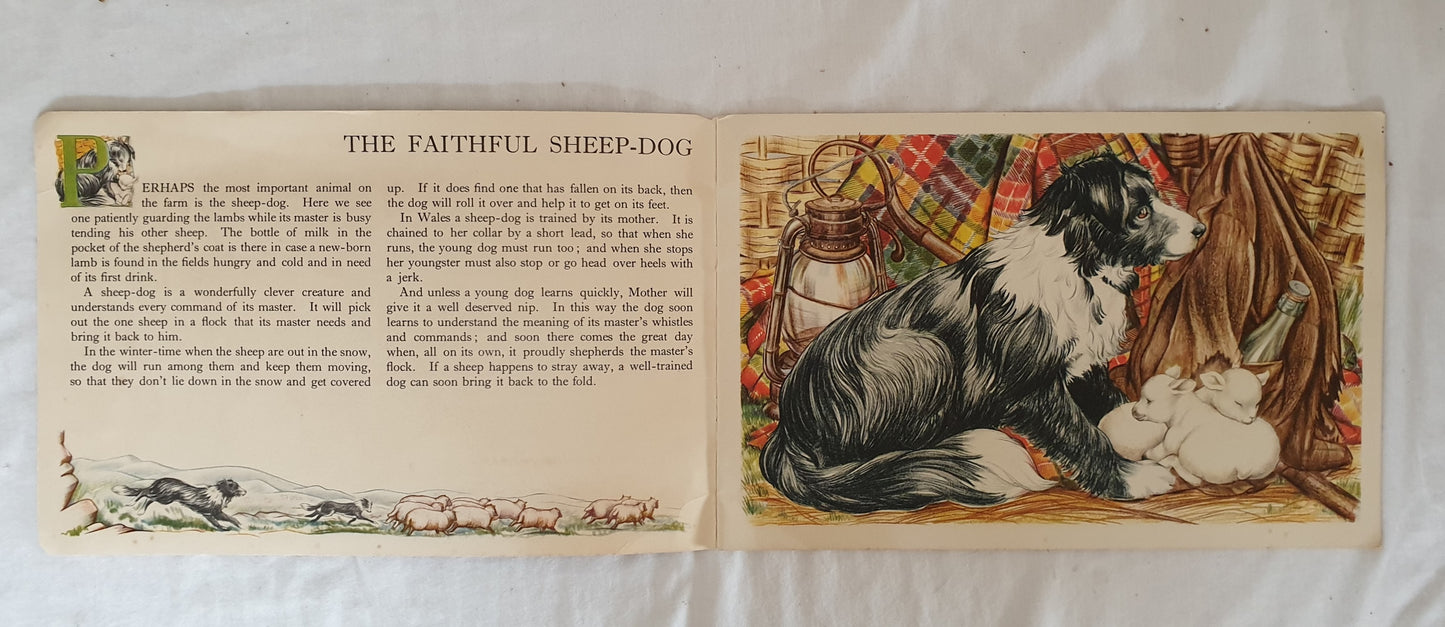 THE FAITHFUL SHEEP-DOG
PERHAPS the most important animal on
the farm is the sheep-dog. Here we see
one patiently guarding the lambs while its master is busy
tending his other sheep. The bottle of milk in the
pocket of the shepherd's coat is there in case a new-born
lamb is found in the fields hungry and cold and in need
of its first drink.
A sheep-dog is a wonderfully clever creature and
understands every command of its master. It will pick
out the one sheep in a flock that its master needs and
bring it back to him.
In the winter-time when the sheep are out in the snow,
the dog will run among them and keep them moving,
so that they don't lie down in the snow and get covered
up. If it does find one that has fallen on its back, then
the dog will roll it over and help it to get on its feet.
In Wales a sheep-dog is trained by its mother. It is
chained to her collar by a short lead, so that when she
runs, the young dog must run too; and when she stops
her youngster must also stop or go head over heels with
a jerk.
And unless a young dog learns quickly, Mother will
give it a well deserved nip. In this way the dog soon
learns to understand the meaning of its master's whistles
and commands; and soon there comes the great day
when, all on its own, it proudly shepherds the master's
flock. If a sheep happens to stray away, a well-trained
dog can soon bring it back to the fold.